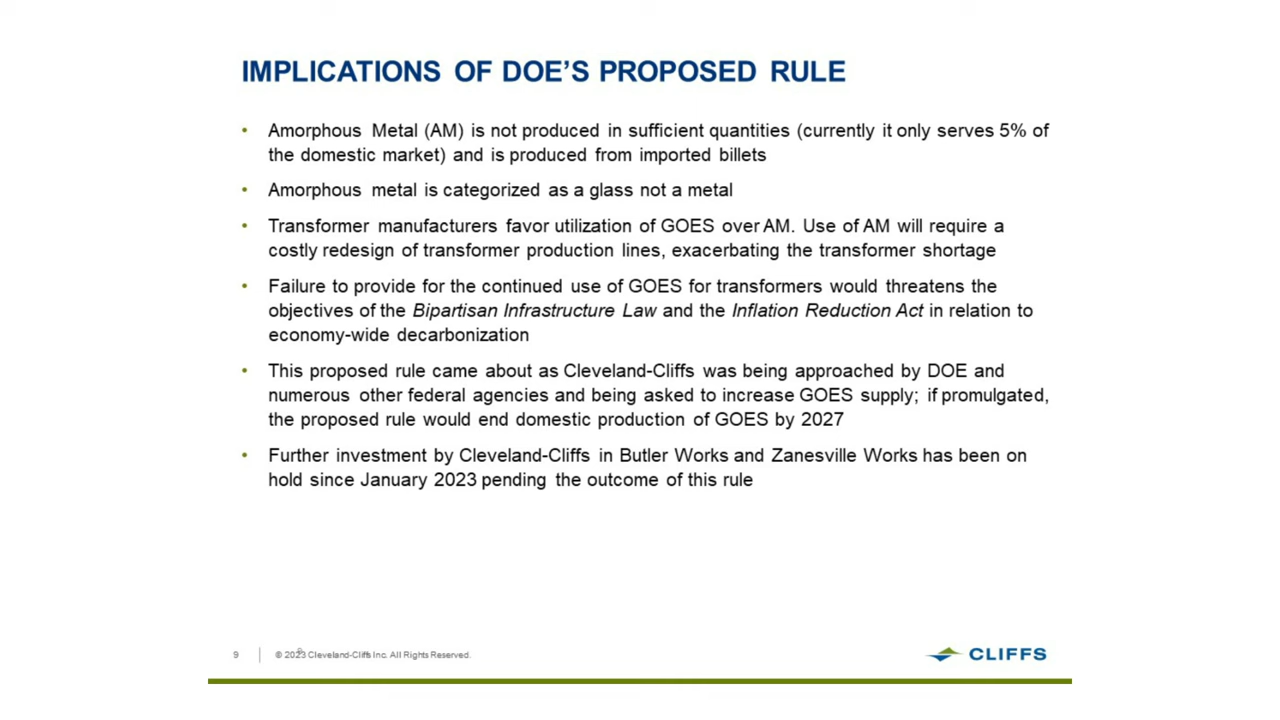 IMPLICATIONS OF DOE'S PROPOSED RULE
• Amorphous Metal (AM) is not produced in sufficient quantities (currently it only serves 5% of
the domestic market) and is produced from imported billets
• Amorphous metal is categorized as a glass not a metal
• Transformer manufacturers favor utilization of GOES over AM. Use of AM will require a
costly redesign of transformer production lines, exacerbating the transformer shortage
• Failure to provide for the continued use of GOES for transformers would threatens the
objectives of the Bipartisan Infrastructure Law and the Inflation Reduction Act in relation to
economy-wide decarbonization
• This proposed rule came about as Cleveland-Cliffs was being approached by DOE and
numerous other federal agencies and being asked to increase GOES supply; if promulgated,
the proposed rule would end domestic production of GOES by 2027
• Further investment by Cleveland-Cliffs in Butler Works and Zanesville Works has been on
hold since January 2023 pending the outcome of this rule
9
© 2023 Cleveland-Cliffs Inc. All Rights Reserved.
CLIFFS